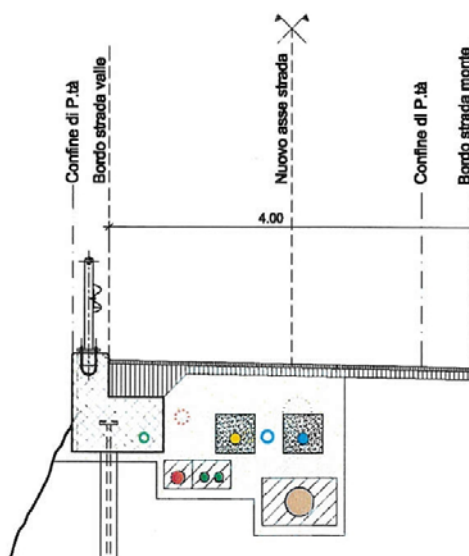 Confine di P.tà
Bordo strada valle
Nuovo asse strada
Confine di P.tà
Bordo strada monte
4.00